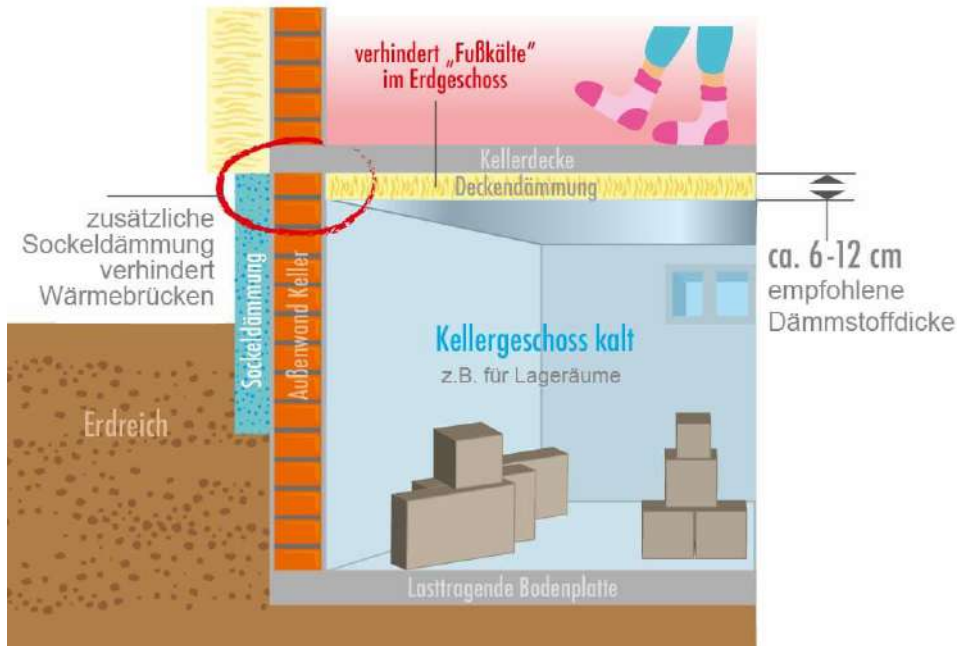 verhindert „Fußkälte"
im Erdgeschoss
Kellerdecke
Deckendämmung
zusätzliche
Sockeldämmung
verhindert
Wärmebrücken
Sockeldämmung
Außenwand Keller
ca. 6-12 cm
empfohlene
Dämmstoffdicke
Kellergeschoss kalt
z.B. für Lageräume
Erdreich
Lasttragende Bodenplatte